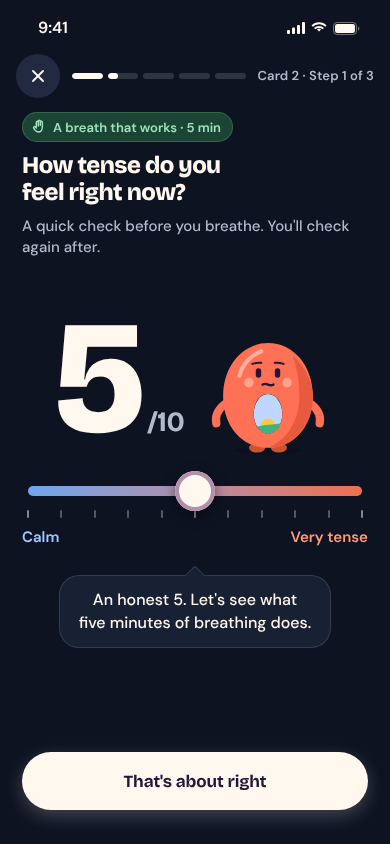 9:41
Card 2 · Step 1 of 3
A breath that works · 5 min
How tense do you
feel right now?
A quick check before you breathe. You'll check
again after.
5/10
Calm
Very tense
An honest 5. Let's see what
five minutes of breathing does.
That's about right